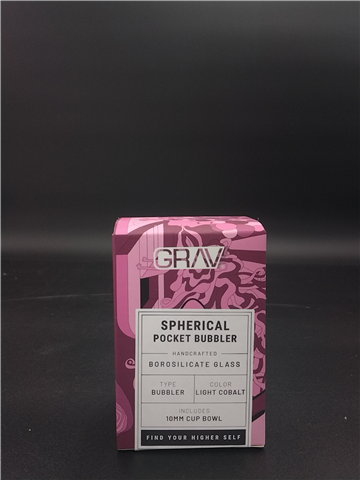 GRAV
SPHERICAL
POCKET BUBBLER
HANDCRAFTED
BOROSILICATE GLASS
TYPE
BUBBLER
COLOR
LIGHT COBALT
INCLUDES
10MM CUP BOWL
FIND YOUR HIGHER SELF